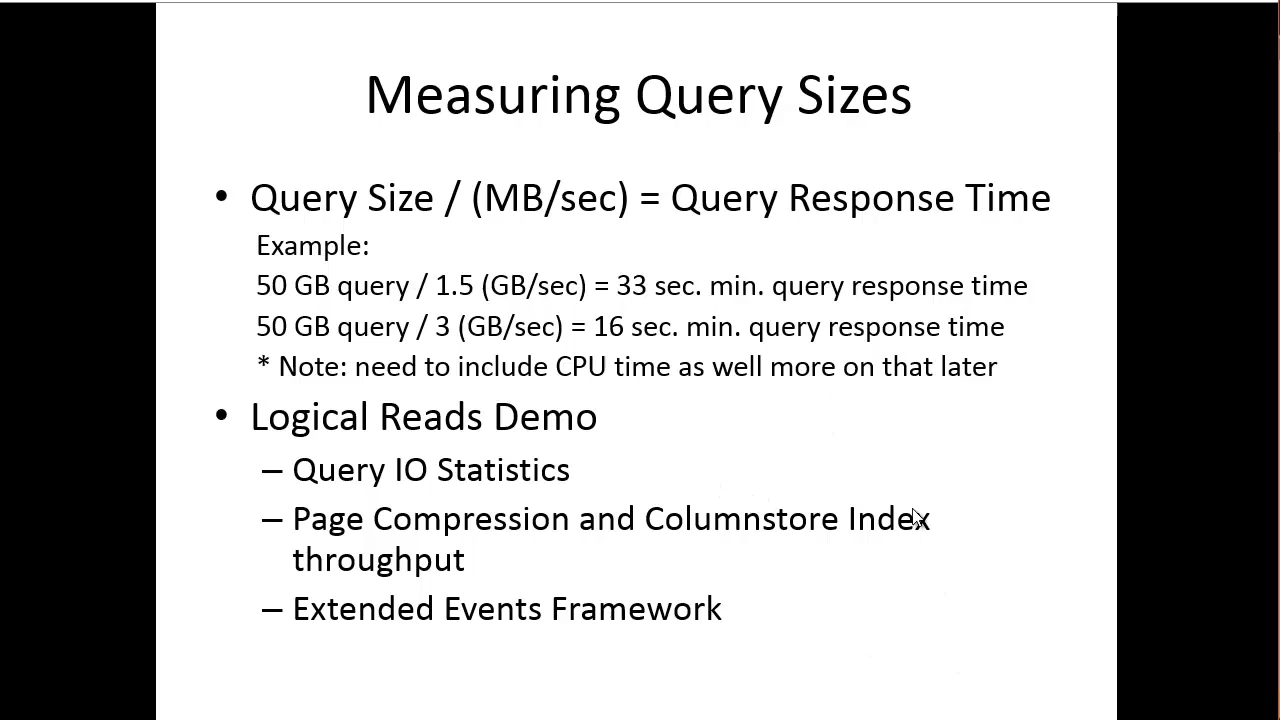 Measuring Query Sizes
• Query Size / (MB/sec) = Query Response Time
Example:
50 GB query / 1.5 (GB/sec) = 33 sec. min. query response time
50 GB query / 3 (GB/sec) = 16 sec. min. query response time
* Note: need to include CPU time as well more on that later
• Logical Reads Demo
– Query IO Statistics
– Page Compression and Columnstore Index
throughput
– Extended Events Framework